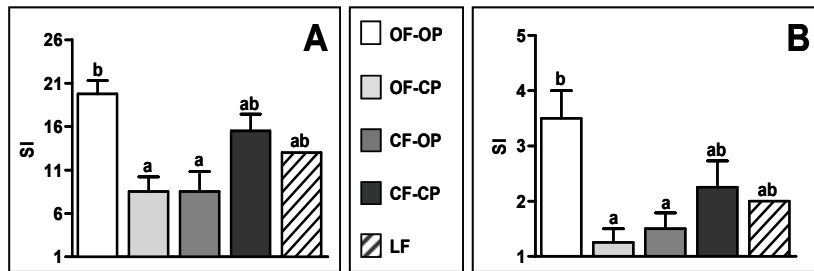 A
SI
26
21
16
11
6
1
b
a
a
ab
ab
OF-OP
OF-CP
CF-OP
CF-CP
LF
B
SI
5
4
3
2
1
b
a
a
ab
ab